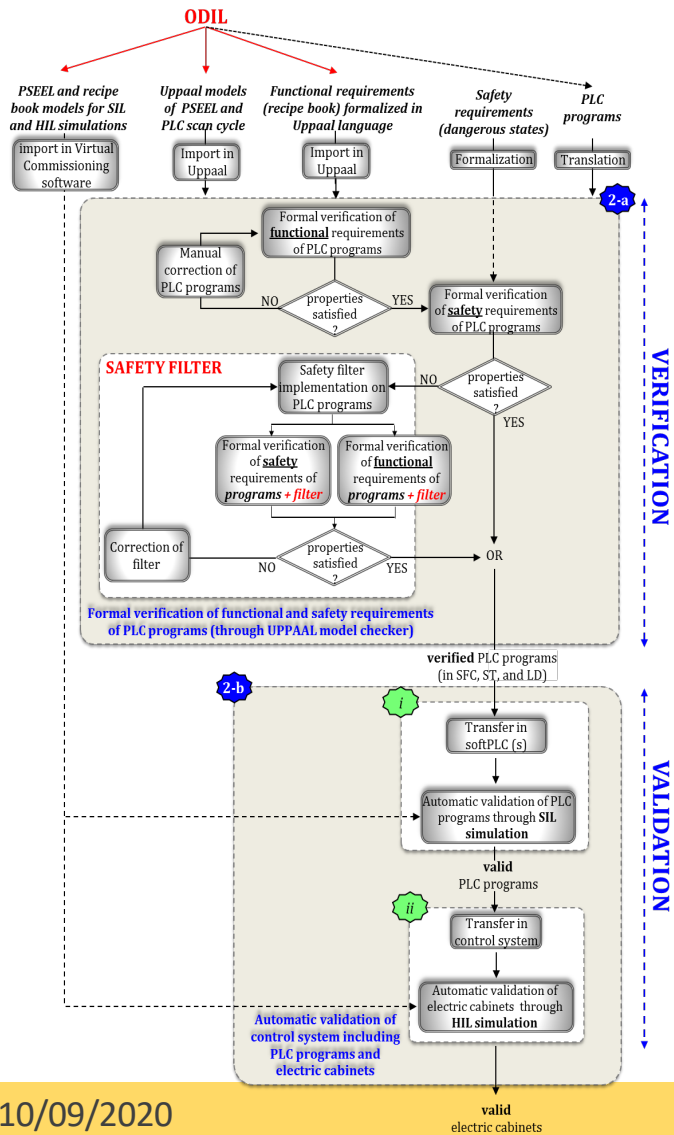 ODIL
PSEEL and recipe
book models for SIL
and HIL simulations
Uppaal models
of PSEEL and
PLC scan cycle
Functional requirements
(recipe book) formalized in
Uppaal language
Safety
requirements
(dangerous states)
PLC
programs
import in Virtual
Commissioning
software
Import in
Uppaal
Import in
Uppaal
Formalization
Translation
2-a
Formal verification of
functional requirements
of PLC programs
Manual
correction of
PLC programs
NO
properties
satisfied
?
YES
Formal verification
of safety requirements
of PLC programs
SAFETY FILTER
Safety filter
implementation on
PLC programs
NO
properties
satisfied
?
YES
Formal verification
of safety
requirements of
programs + filter
Formal verification
of functional
requirements of
programs + filter
Correction of
filter
NO
properties
satisfied
?
YES
OR
Formal verification of functional and safety requirements
of PLC programs (through UPPAAL model checker)
VERIFICATION
verified PLC programs
(in SFC, ST, and LD)
2-b
i
Transfer in
softPLC (s)
Automatic validation of PLC
programs through SIL
simulation
valid
PLC programs
ii
Transfer in
control system
Automatic validation of
electric cabinets through
HIL simulation
Automatic validation of
control system including
PLC programs and
electric cabinets
VALIDATION
valid
electric cabinets
10/09/2020